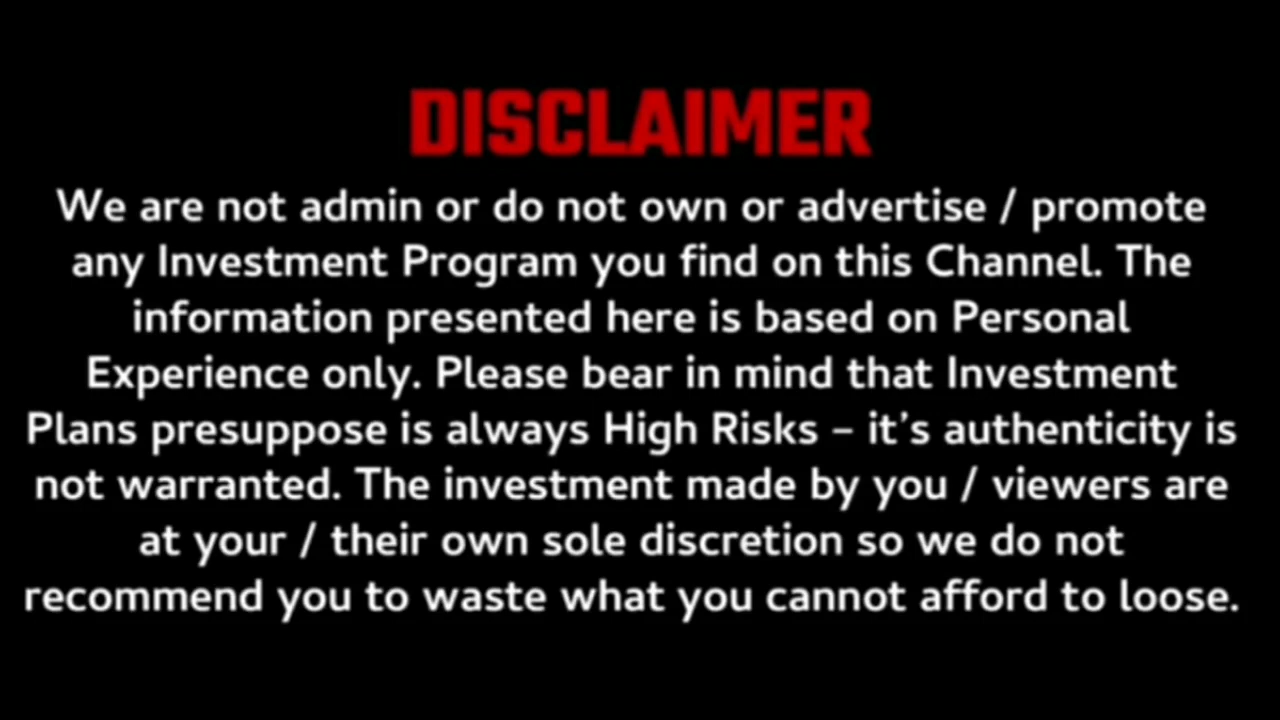 DISCLAIMER
We are not admin or do not own or advertise / promote
any Investment Program you find on this Channel. The
information presented here is based on Personal
Experience only. Please bear in mind that Investment
Plans presuppose is always High Risks – it’s authenticity is
not warranted. The investment made by you / viewers are
at your / their own sole discretion so we do not
recommend you to waste what you cannot afford to loose.